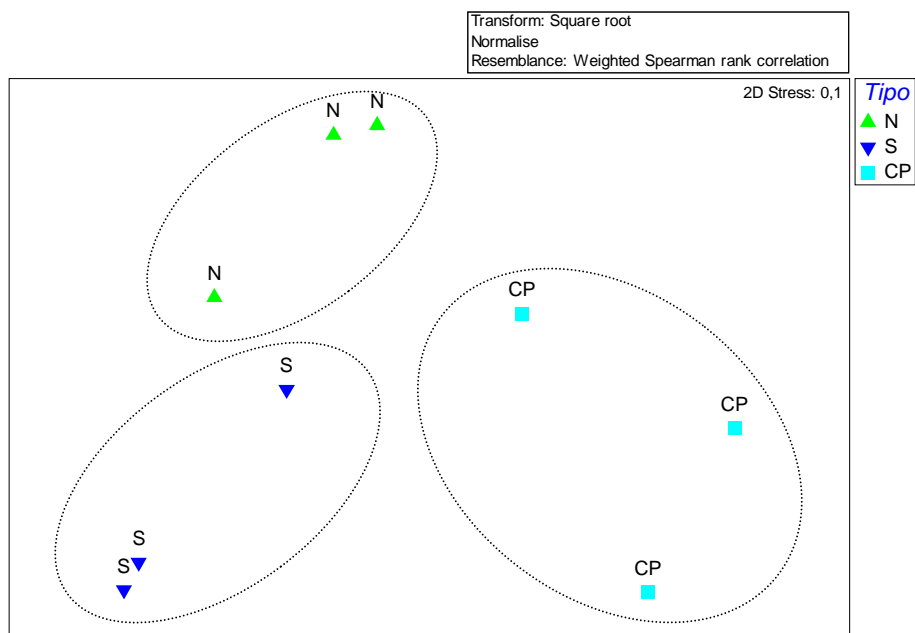 Transform: Square root
Normalise
Resemblance: Weighted Spearman rank correlation
2D Stress: 0,1
Tipo
N
S
CP
N
N
N
CP
S
CP
S
S
CP